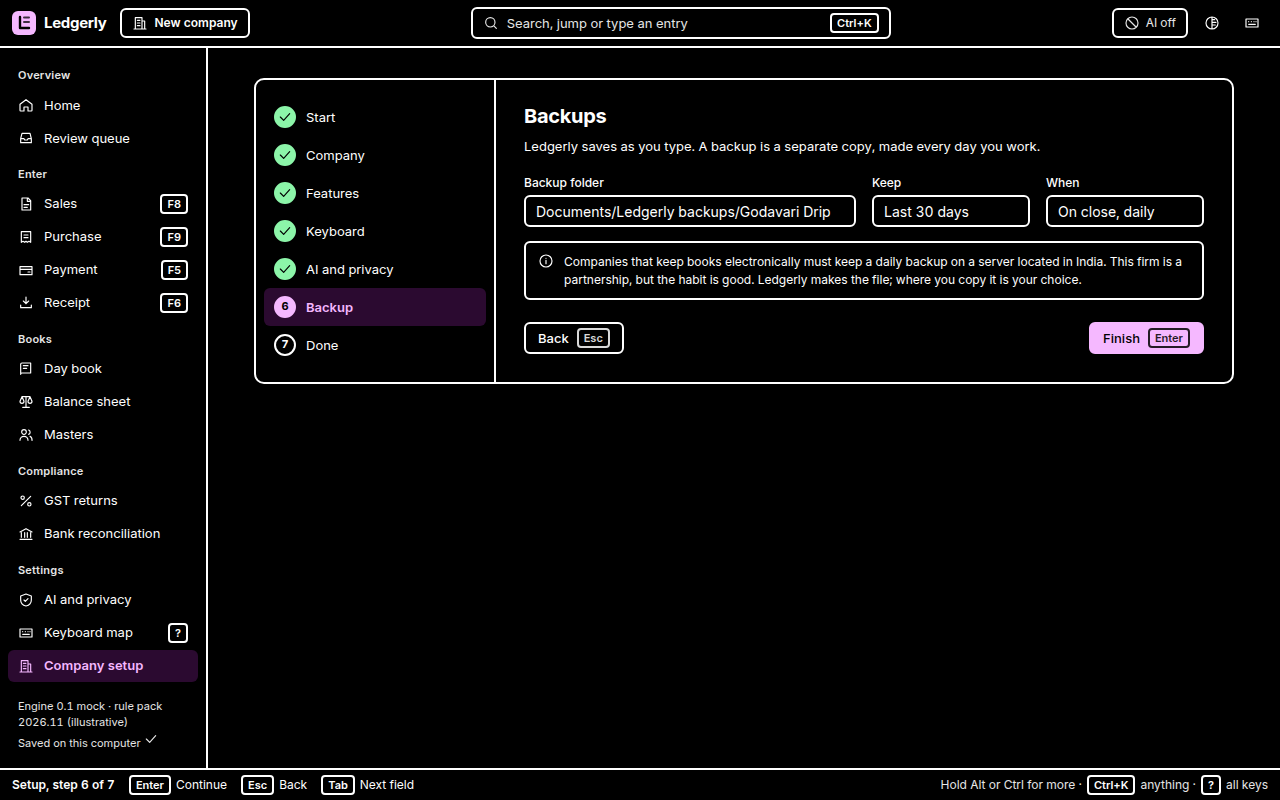 Ledgerly
New company
Search, jump or type an entry
Ctrl+K
AI off
Overview
Home
Review queue
Enter
Sales F8
Purchase F9
Payment F5
Receipt F6
Books
Day book
Balance sheet
Masters
Compliance
GST returns
Bank reconciliation
Settings
AI and privacy
Keyboard map ?
Company setup
Engine 0.1 mock · rule pack
2026.11 (illustrative)
Saved on this computer
Start
Company
Features
Keyboard
AI and privacy
6 Backup
7 Done
Backups
Ledgerly saves as you type. A backup is a separate copy, made every day you work.
Backup folder Keep When
Documents/Ledgerly backups/Godavari Drip Last 30 days On close, daily
Companies that keep books electronically must keep a daily backup on a server located in India. This firm is a
partnership, but the habit is good. Ledgerly makes the file; where you copy it is your choice.
Back Esc Finish Enter
Setup, step 6 of 7 Enter Continue Esc Back Tab Next field Hold Alt or Ctrl for more · Ctrl+K anything · ? all keys